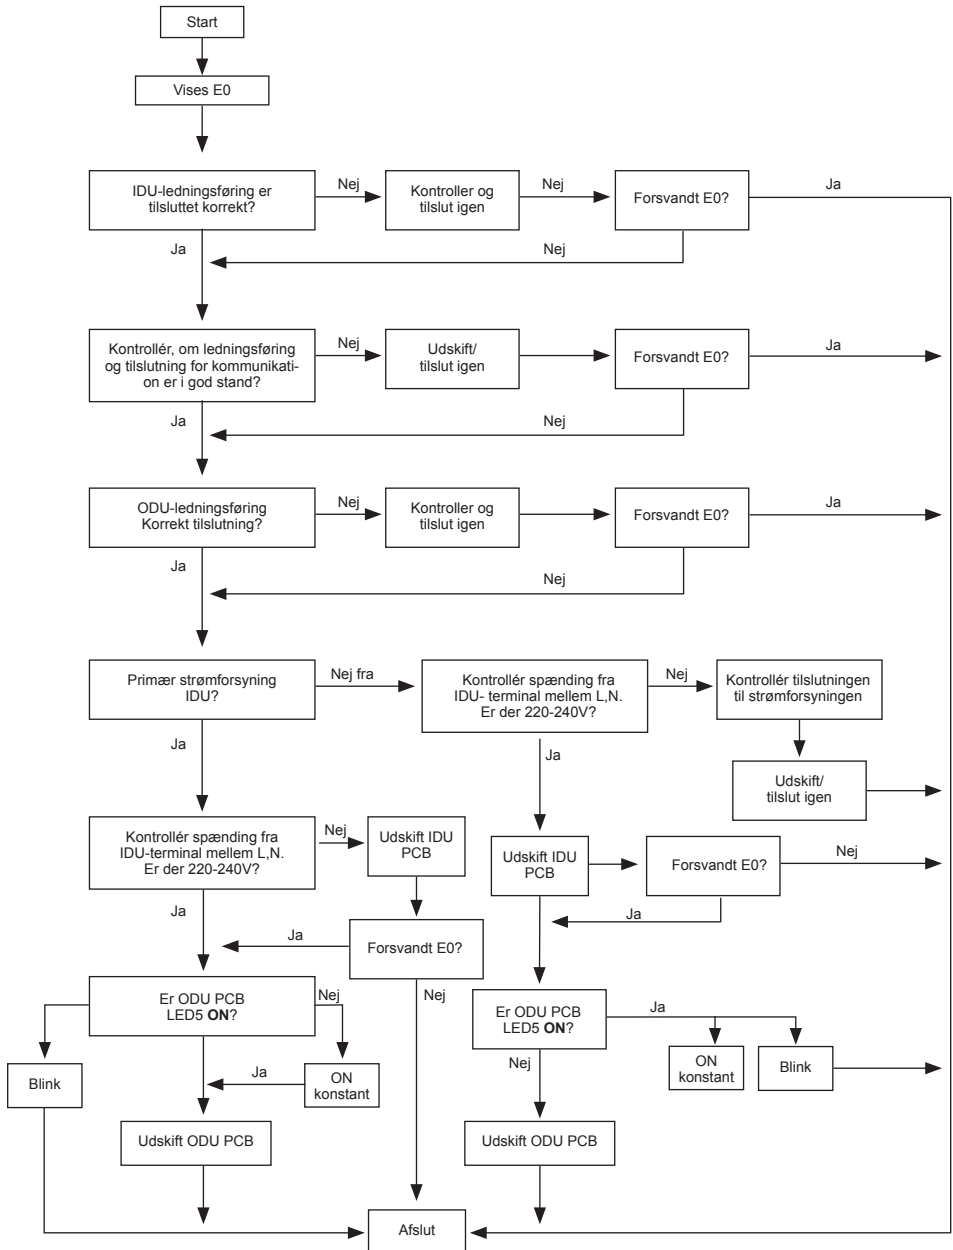 Start
Vises E0
IDU-ledningsføring er
tilsluttet korrekt?
Nej
Kontroller og
tilslut igen
Nej
Forsvandt E0?
Ja
Ja
Nej
Kontrollér, om ledningsføring
og tilslutning for kommunikati-
on er i god stand?
Nej
Udskift/
tilslut igen
Forsvandt E0?
Ja
Ja
Nej
ODU-ledningsføring
Korrekt tilslutning?
Nej
Kontroller og
tilslut igen
Forsvandt E0?
Ja
Ja
Nej
Primær strømforsyning
IDU?
Nej fra
Kontrollér spænding fra
IDU- terminal mellem L,N.
Er der 220-240V?
Nej
Kontrollér tilslutningen
til strømforsyningen
Ja
Ja
Udskift/
tilslut igen
Kontrollér spænding fra
IDU-terminal mellem L,N.
Er der 220-240V?
Nej
Udskift IDU
PCB
Udskift IDU
PCB
Forsvandt E0?
Nej
Ja
Ja
Forsvandt E0?
Ja
Er ODU PCB
LED5 ON?
Nej
Nej
Er ODU PCB
LED5 ON?
Ja
Blink
Ja
ON
konstant
Nej
ON
konstant
Blink
Udskift ODU PCB
Udskift ODU PCB
Afslut